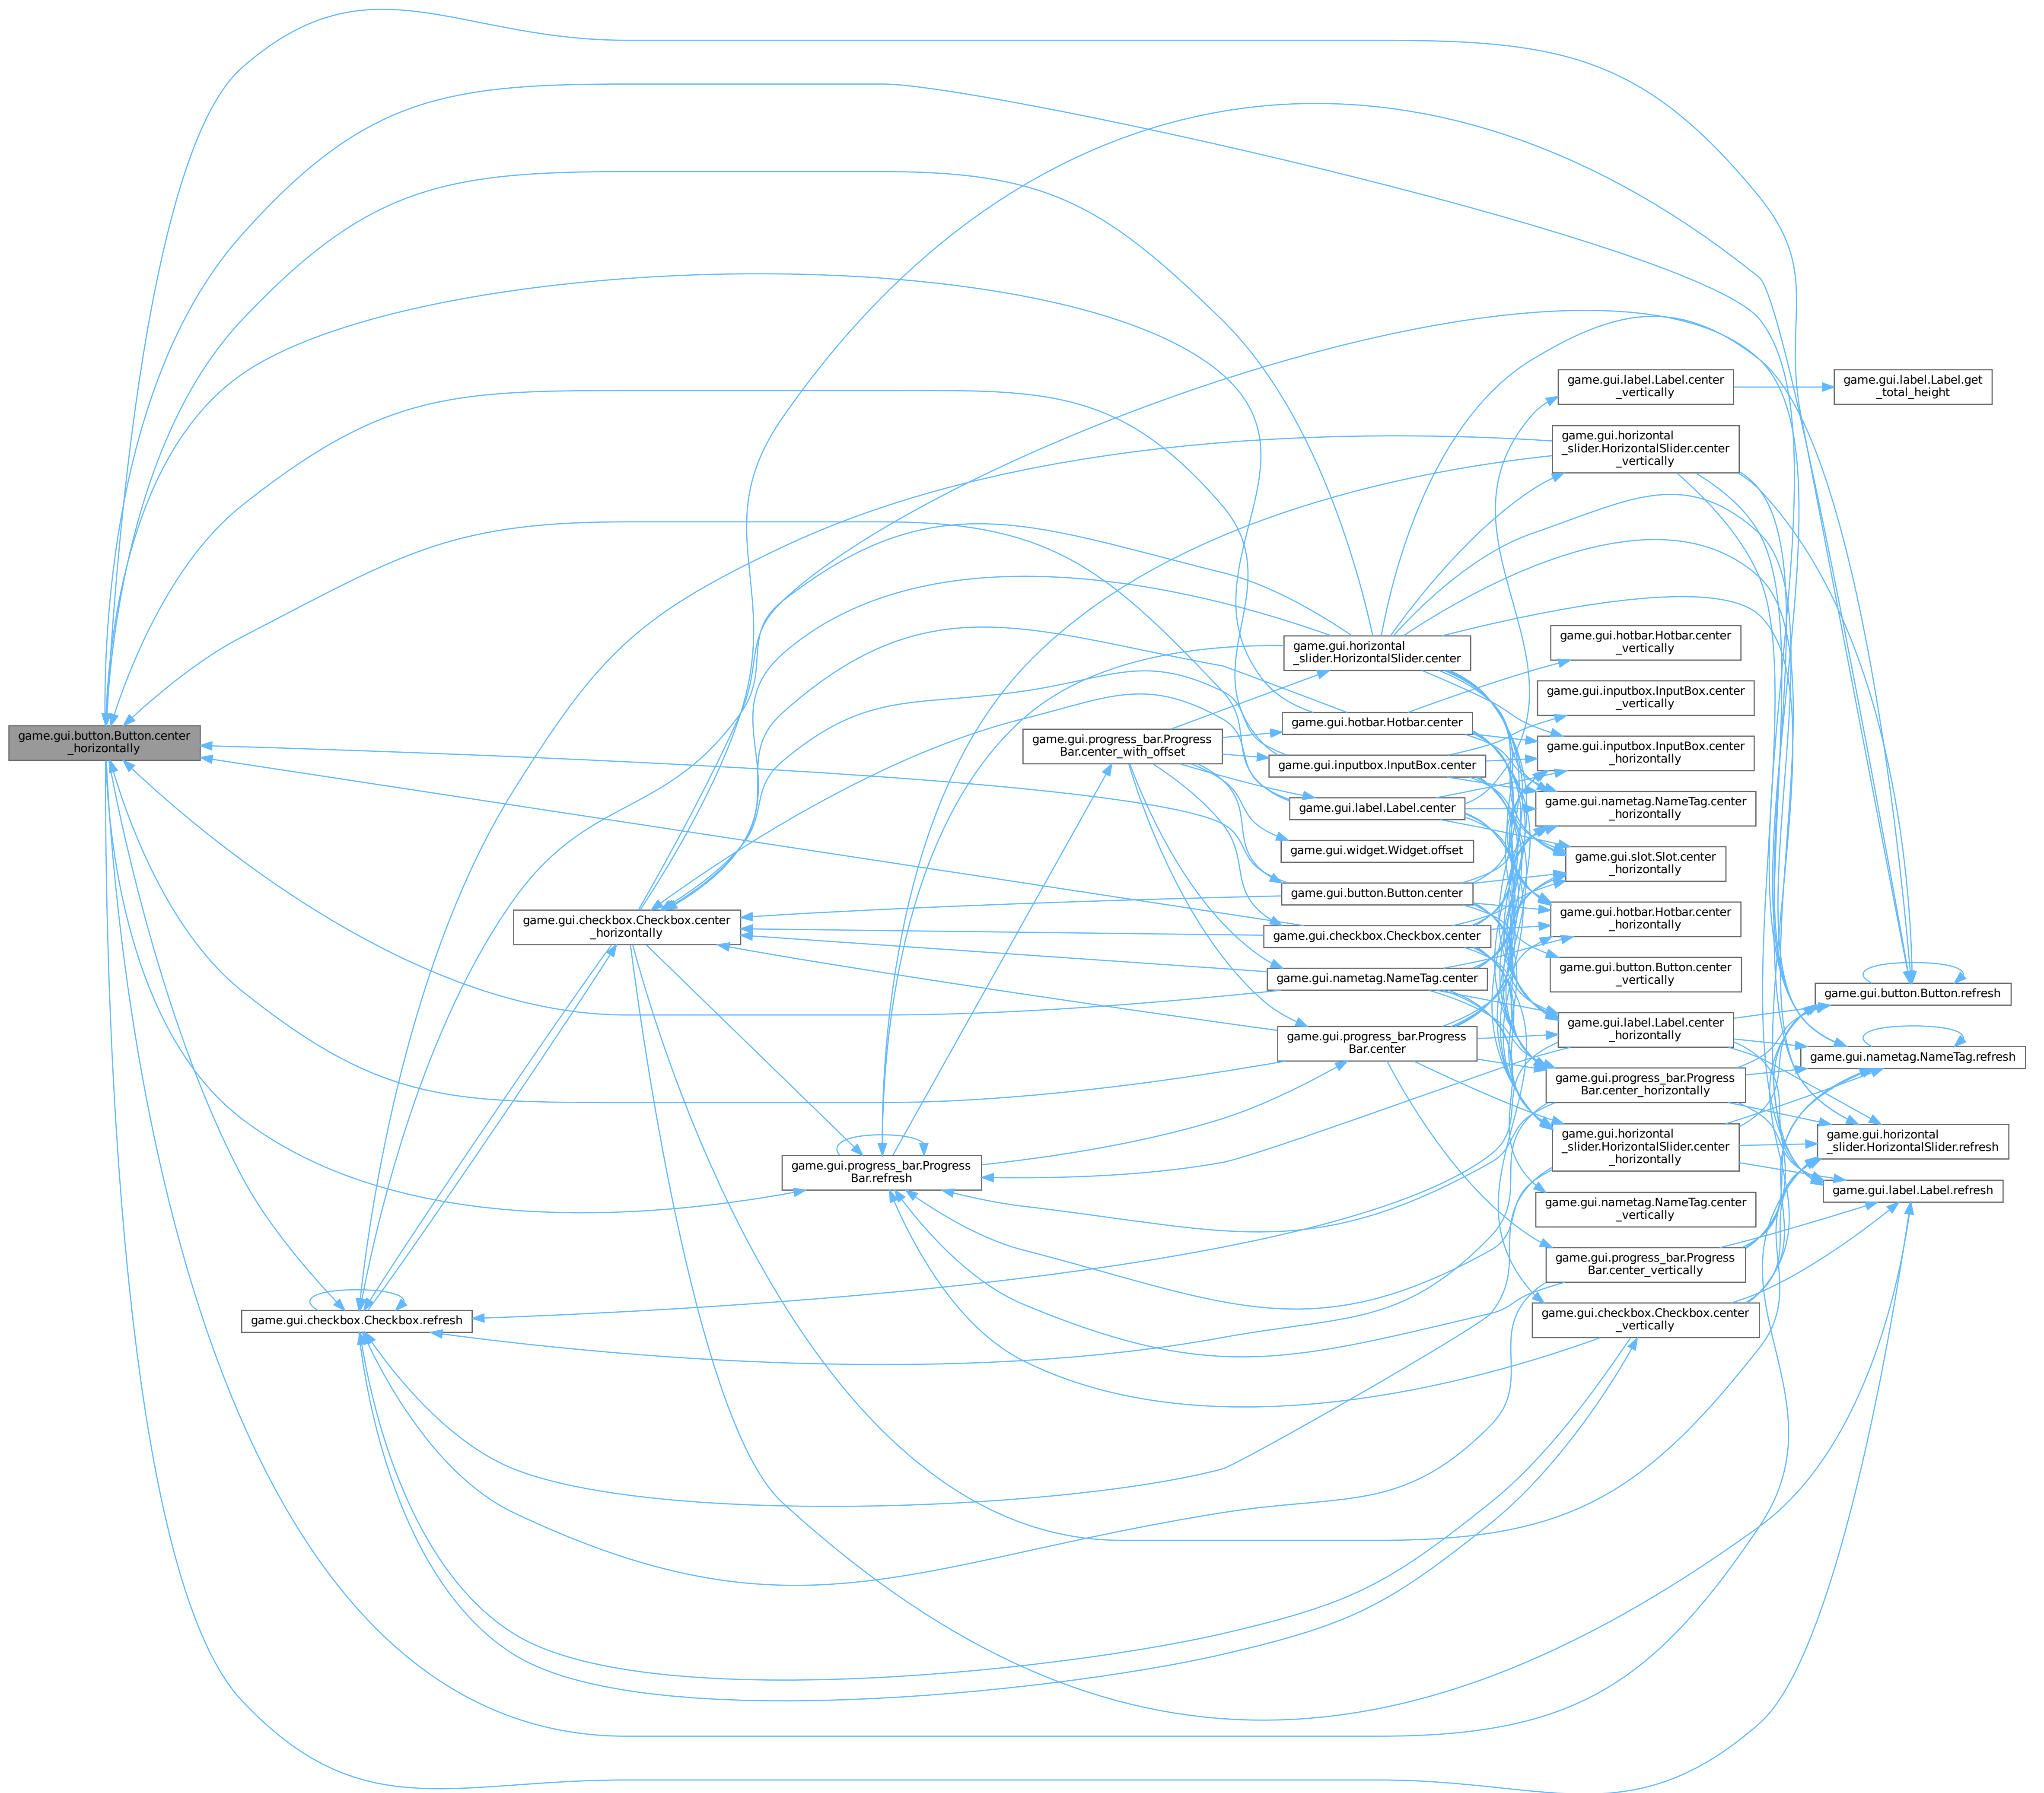 game.gui.button.Button.center
_horizontally
game.gui.checkbox.Checkbox.refresh
game.gui.checkbox.Checkbox.center
_horizontally
game.gui.progress_bar.Progress
Bar.refresh
game.gui.progress_bar.Progress
Bar.center_with_offset
game.gui.horizontal
_slider.HorizontalSlider.center
game.gui.hotbar.Hotbar.center
game.gui.inputbox.InputBox.center
game.gui.label.Label.center
game.gui.widget.Widget.offset
game.gui.button.Button.center
game.gui.checkbox.Checkbox.center
game.gui.nametag.NameTag.center
game.gui.progress_bar.Progress
Bar.center
game.gui.label.Label.center
_vertically
game.gui.horizontal
_slider.HorizontalSlider.center
_vertically
game.gui.hotbar.Hotbar.center
_vertically
game.gui.inputbox.InputBox.center
_vertically
game.gui.inputbox.InputBox.center
_horizontally
game.gui.nametag.NameTag.center
_horizontally
game.gui.slot.Slot.center
_horizontally
game.gui.hotbar.Hotbar.center
_horizontally
game.gui.button.Button.center
_vertically
game.gui.label.Label.center
_horizontally
game.gui.progress_bar.Progress
Bar.center_horizontally
game.gui.horizontal
_slider.HorizontalSlider.center
_horizontally
game.gui.nametag.NameTag.center
_vertically
game.gui.progress_bar.Progress
Bar.center_vertically
game.gui.checkbox.Checkbox.center
_vertically
game.gui.label.Label.get
_total_height
game.gui.button.Button.refresh
game.gui.nametag.NameTag.refresh
game.gui.horizontal
_slider.HorizontalSlider.refresh
game.gui.label.Label.refresh